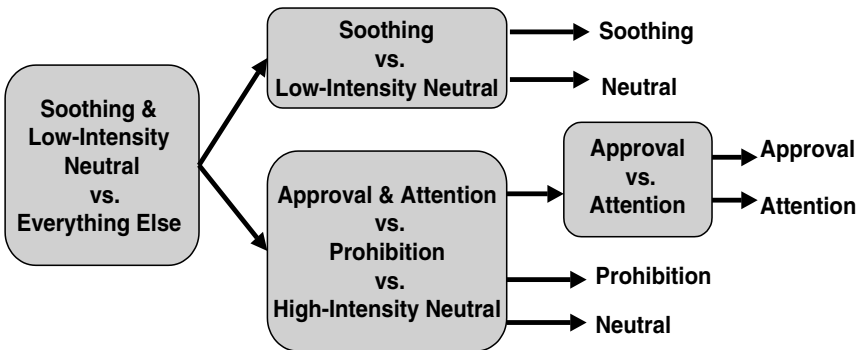 Soothing &
Low-Intensity
Neutral
vs.
Everything Else
Soothing
vs.
Low-Intensity Neutral
Soothing
Neutral
Approval & Attention
vs.
Prohibition
vs.
High-Intensity Neutral
Approval
vs.
Attention
Approval
Attention
Prohibition
Neutral